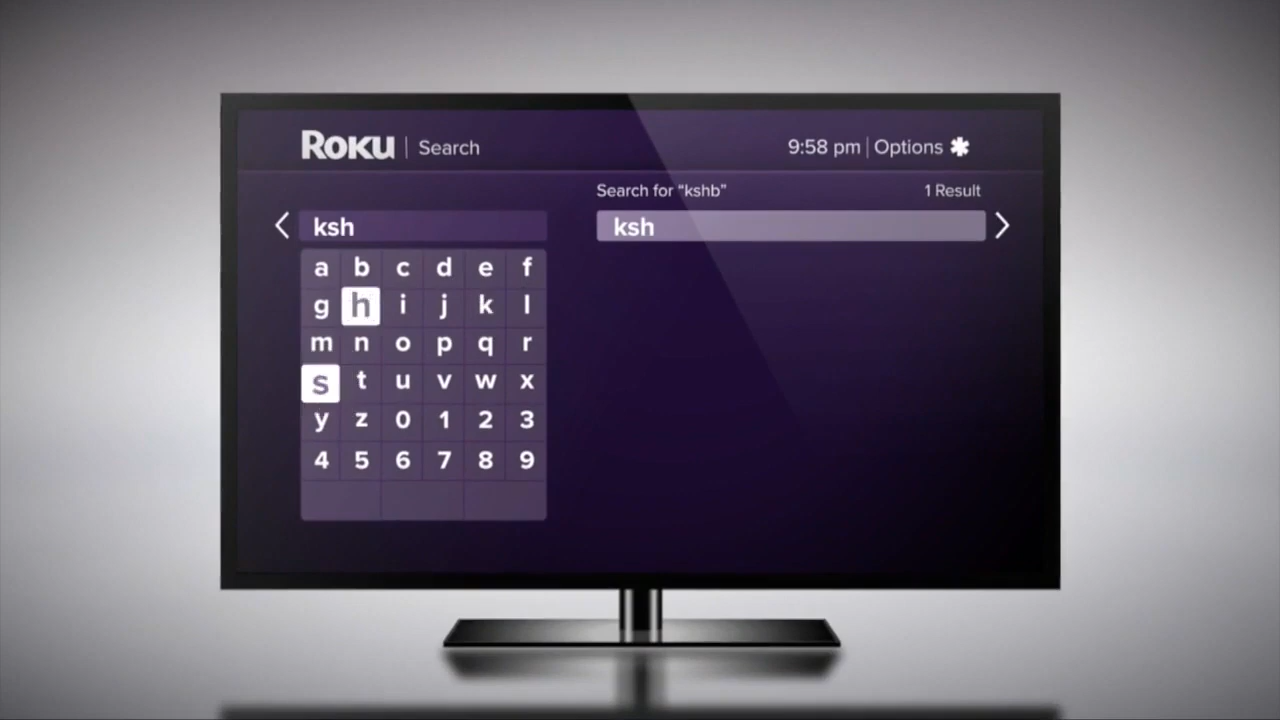 Roku | Search
9:58 pm | Options ✱
Search for “kshb”
1 Result
ksh
ksh
a b c d e f
g h i j k l
m n o p q r
s t u v w x
y z 0 1 2 3
4 5 6 7 8 9